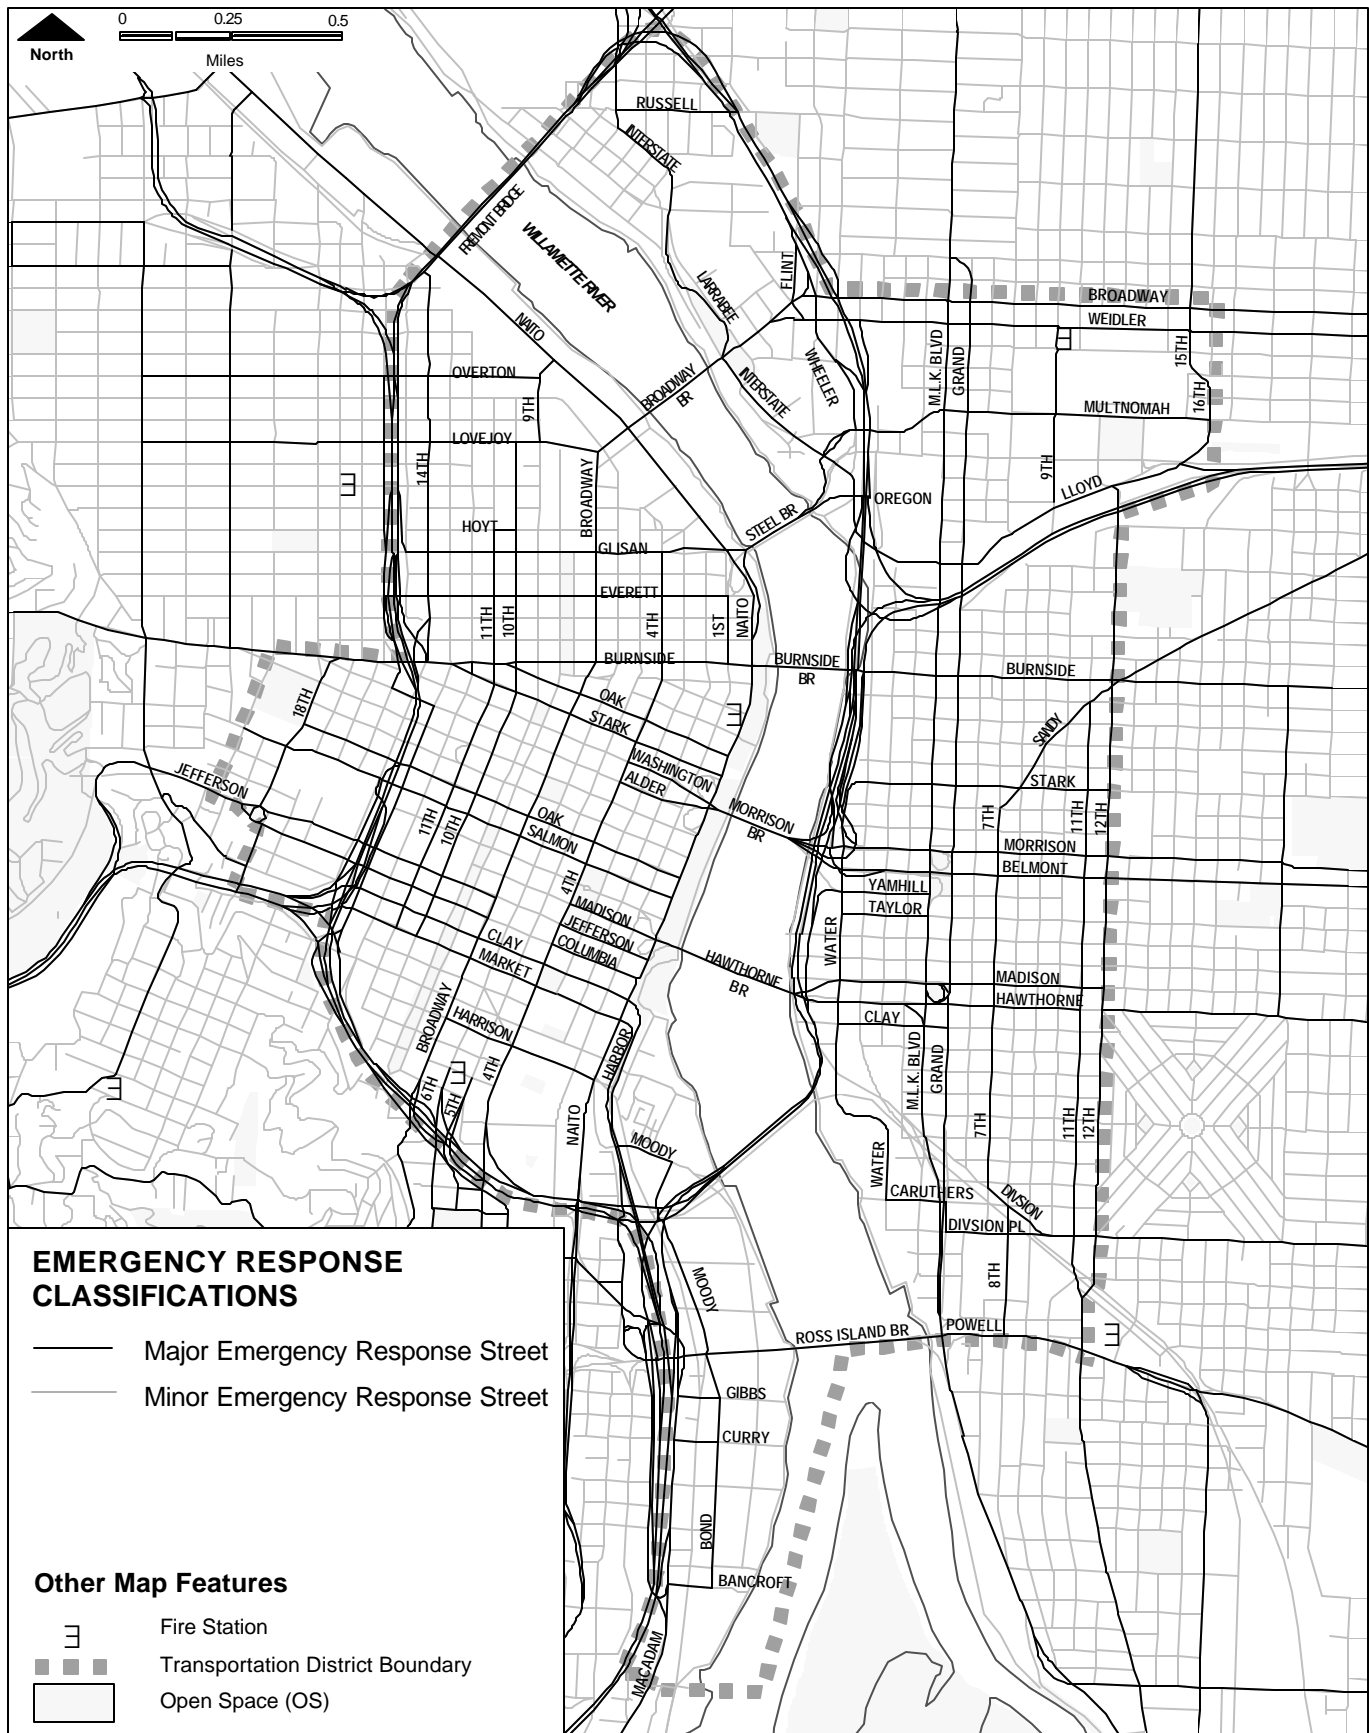 0 0.25 0.5
North
Miles
RUSSELL
INTERSTATE
FREMONT BRIDGE
WILLAMETTE RIVER
LARRABEE
FLINT
BROADWAY
WEIDLER
NAITO
M.L.K. BLVD
GRAND
15TH
WHEELER
OVERTON
9TH
BROADWAY
BR
INTERSTATE
16TH
MULTNOMAH
LOVEJOY
14TH
BROADWAY
9TH
LLOYD
OREGON
HOYT
STEEL BR
GLISAN
EVERETT
11TH
10TH
4TH
1ST
NAITO
BURNSIDE
BURNSIDE
BR
BURNSIDE
18TH
OAK
STARK
SANDY
WASHINGTON
ALDER
JEFFERSON
STARK
MORRISON
BR
11TH
10TH
OAK
SALMON
7TH
11TH
12TH
MORRISON
BELMONT
4TH
YAMHILL
TAYLOR
MADISON
JEFFERSON
COLUMBIA
WATER
CLAY
MARKET
HAWTHORNE
BR
MADISON
HAWTHORNE
CLAY
BROADWAY
HARRISON
HARBOR
4TH
M.L.K. BLVD
GRAND
6TH
5TH
NAITO
MOODY
7TH
11TH
12TH
WATER
CARUTHERS
DIVSION
DIVSION PL
MOODY
8TH
ROSS ISLAND BR
POWELL
GIBBS
CURRY
BOND
BANCROFT
MACADAM
EMERGENCY RESPONSE
CLASSIFICATIONS
Major Emergency Response Street
Minor Emergency Response Street
Other Map Features
Fire Station
Transportation District Boundary
Open Space (OS)